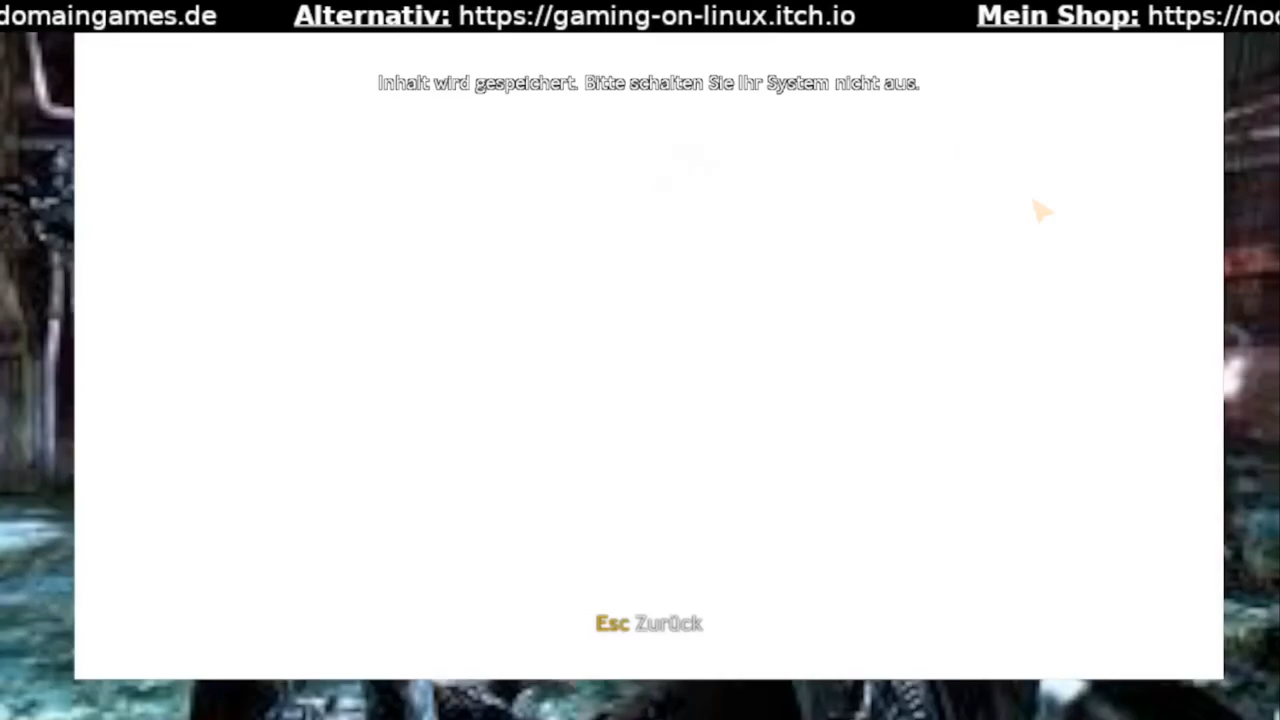 domaingames.de Alternativ: https://gaming-on-linux.itch.io Mein Shop: https://noc
Inhalt wird gespeichert. Bitte schalten Sie Ihr System nicht aus.
Esc Zurück